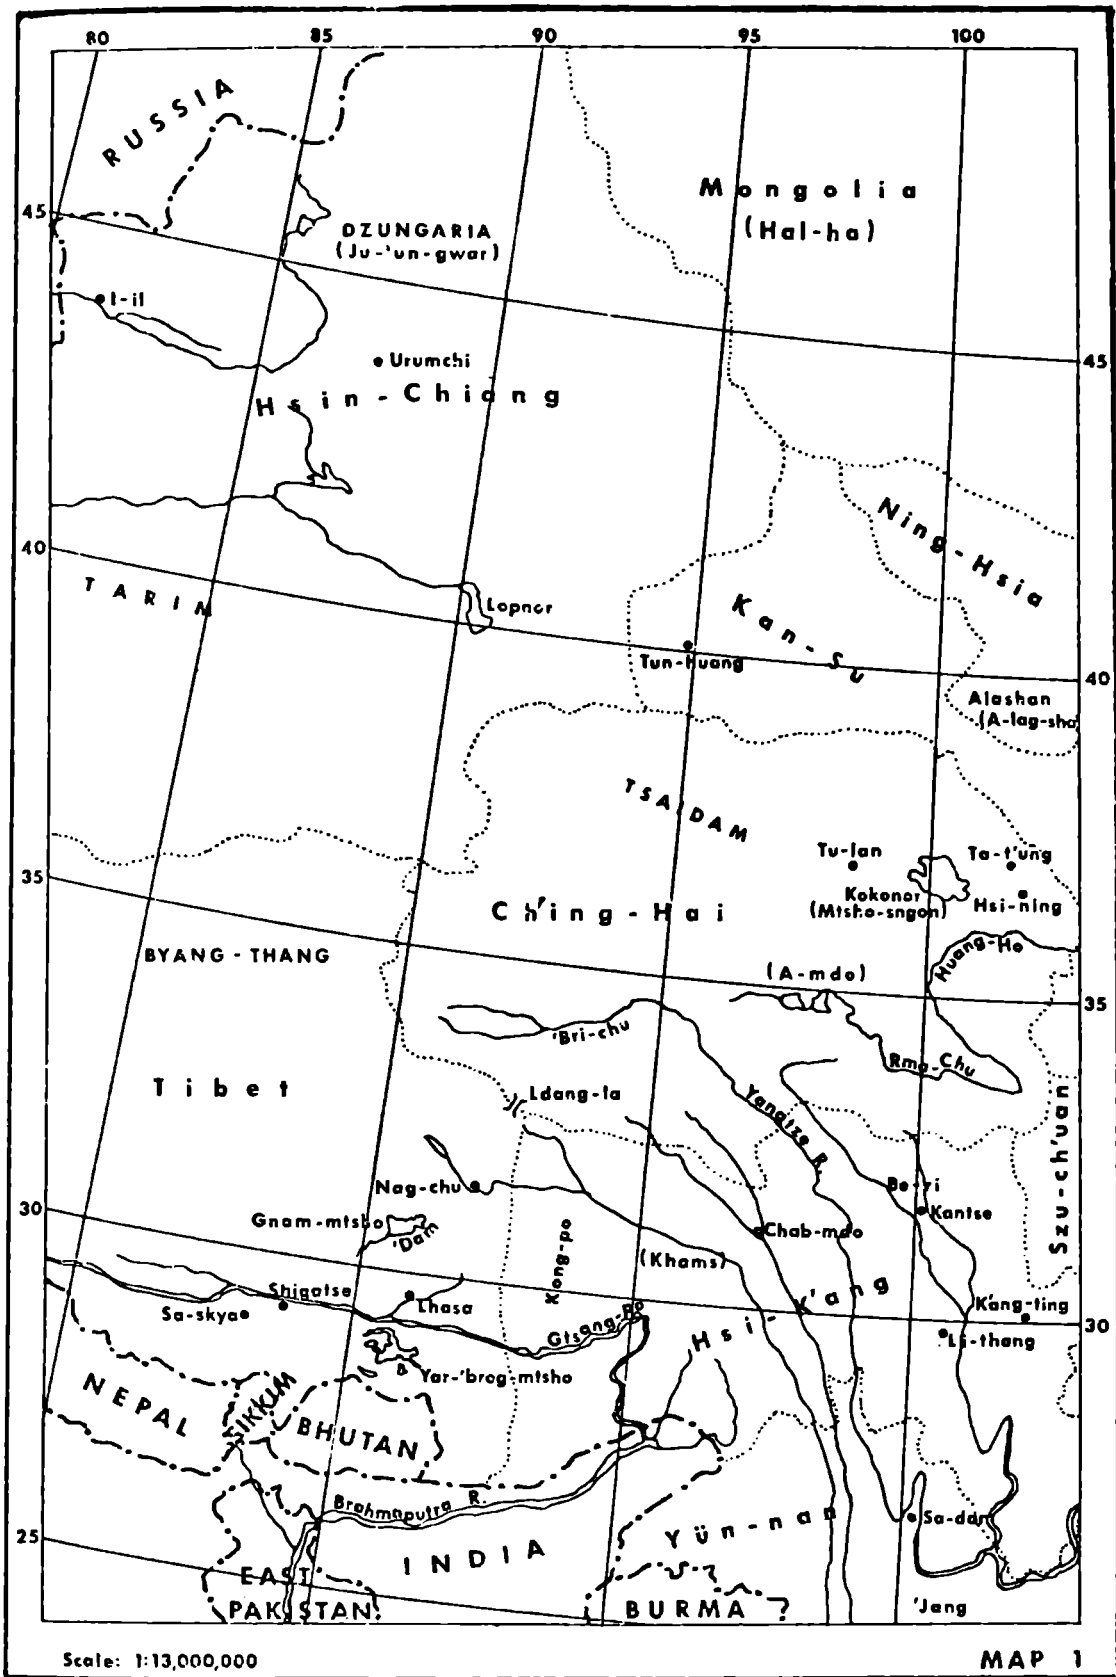 80 85 90 95 100
RUSSIA
Mongolia
(Hal-ha)
45
DZUNGARIA
(Ju-'un-gwar)
I-il
Urumchi
45
Hsin-Chiang
Ning-Hsia
40
TARIM
Lopnor
Kan-Su
Tun-Huang
40
Alashan
(A-lag-sha
TSAIDAM
Tu-lan
Ta-t'ung
35
Kokonor
(Mtsho-sngon)
Hsi-ning
Ch'ing-Hai
Huang-Ho
BYANG-THANG
(A-mdo)
35
'Bri-chu
Rma-Chu
Tibet
Ldang-la
Yangtze R.
Szu-ch'uan
Nag-chu
Be-ri
Kantse
30
Gnam-mtsho
'Dam
Chab-mdo
Kong-po
(Khams)
Shigatse
Lhasa
Sa-skya
Gtsang-Po
Hsi-K'ang
K'ang-ting
Li-thang
30
Yar-'brog-mtsho
NEPAL
SIKKIM
BHUTAN
Brahmaputra R.
25
INDIA
Yün-nan
Sa-dam
EAST
PAKISTAN
BURMA ?
'Jang
Scale: 1:13,000,000
MAP 1